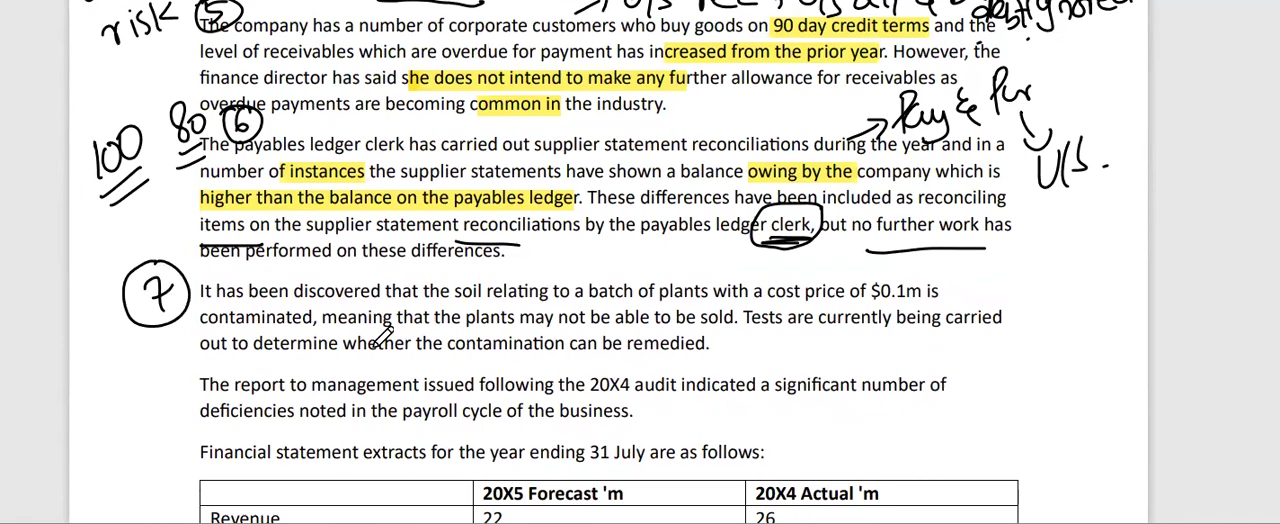 risk (5)
The company has a number of corporate customers who buy goods on 90 day credit terms and the
level of receivables which are overdue for payment has increased from the prior year. However, the
finance director has said she does not intend to make any further allowance for receivables as
overdue payments are becoming common in the industry.
100 80 (6) → Pay & Pur
The payables ledger clerk has carried out supplier statement reconciliations during the year and in a
U/S.
number of instances the supplier statements have shown a balance owing by the company which is
higher than the balance on the payables ledger. These differences have been included as reconciling
items on the supplier statement reconciliations by the payables ledger clerk, but no further work has
been performed on these differences.
7
It has been discovered that the soil relating to a batch of plants with a cost price of $0.1m is
contaminated, meaning that the plants may not be able to be sold. Tests are currently being carried
out to determine whether the contamination can be remedied.
The report to management issued following the 20X4 audit indicated a significant number of
deficiencies noted in the payroll cycle of the business.
Financial statement extracts for the year ending 31 July are as follows:
20X5 Forecast 'm 20X4 Actual 'm
Revenue 22 26